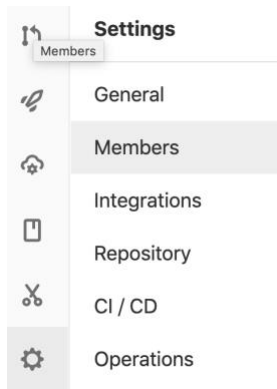 Settings
Members
General
Members
Integrations
Repository
CI / CD
Operations